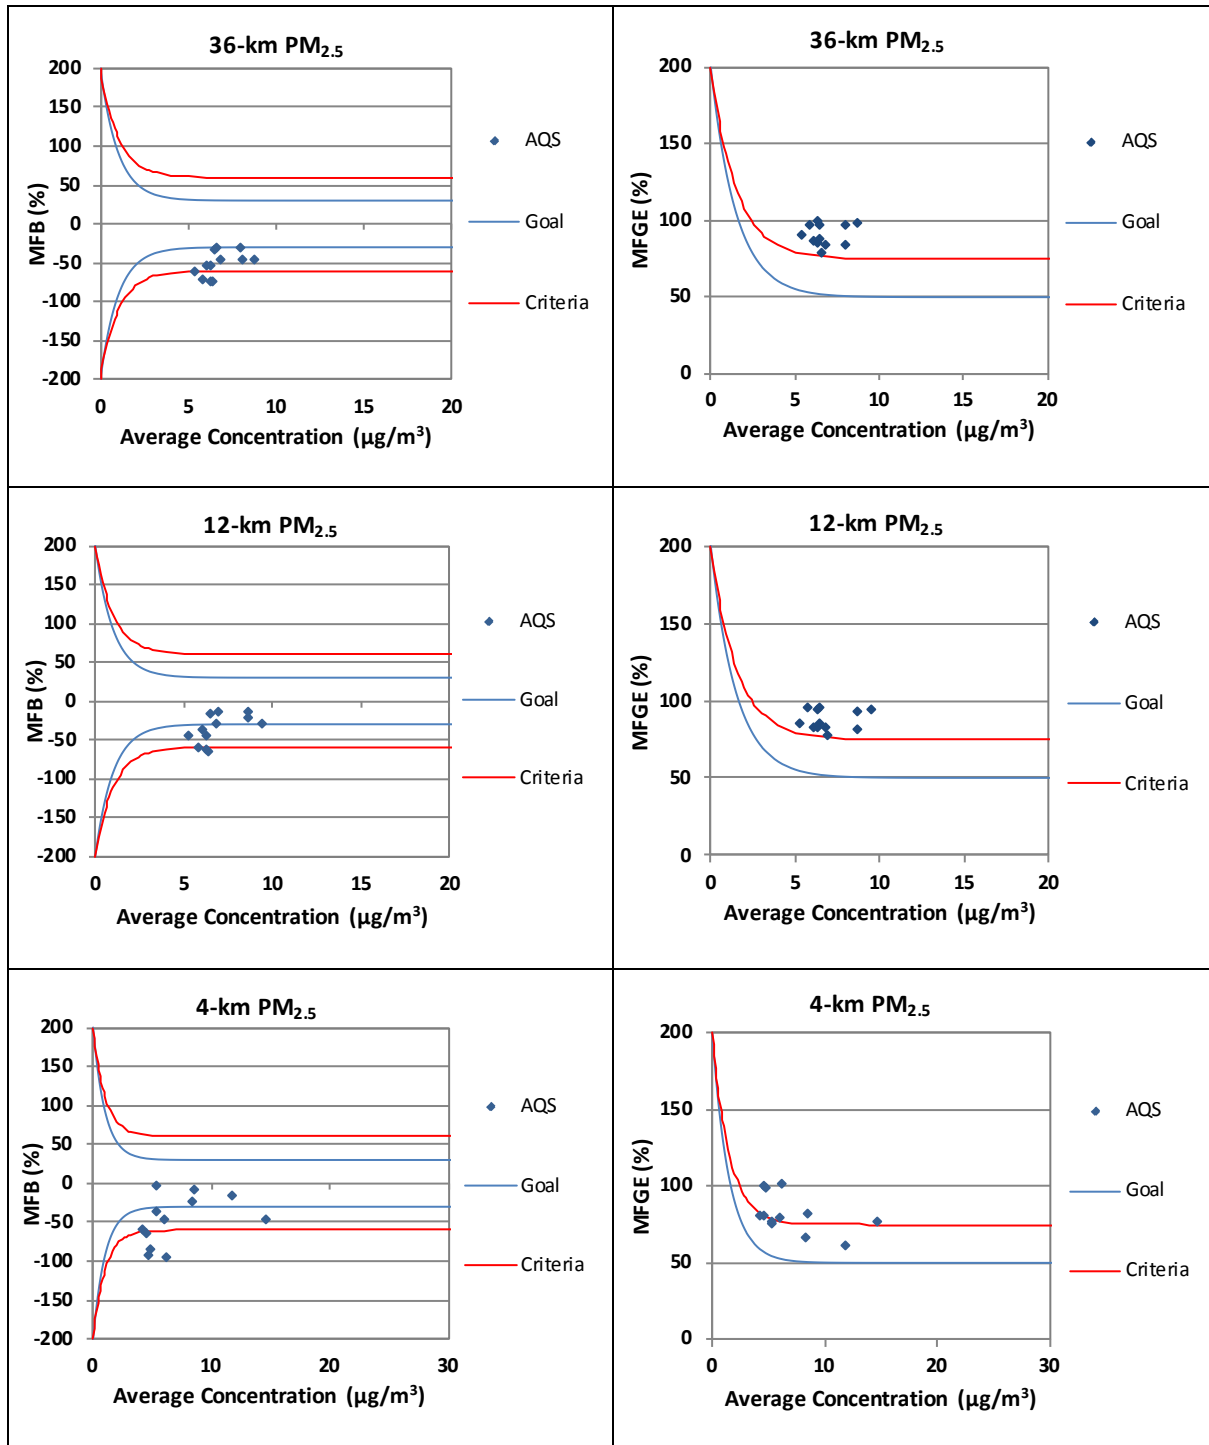 36-km PM2.5
200
150
100
50
0
-50
-100
-150
-200
MFB (%)
0 5 10 15 20
Average Concentration (µg/m³)
AQS
Goal
Criteria
36-km PM2.5
200
150
100
50
0
MFGE (%)
0 5 10 15 20
Average Concentration (µg/m³)
AQS
Goal
Criteria
12-km PM2.5
200
150
100
50
0
-50
-100
-150
-200
MFB (%)
0 5 10 15 20
Average Concentration (µg/m³)
AQS
Goal
Criteria
12-km PM2.5
200
150
100
50
0
MFGE (%)
0 5 10 15 20
Average Concentration (µg/m³)
AQS
Goal
Criteria
4-km PM2.5
200
150
100
50
0
-50
-100
-150
-200
MFB (%)
0 10 20 30
Average Concentration (µg/m³)
AQS
Goal
Criteria
4-km PM2.5
200
150
100
50
0
MFGE (%)
0 10 20 30
Average Concentration (µg/m³)
AQS
Goal
Criteria